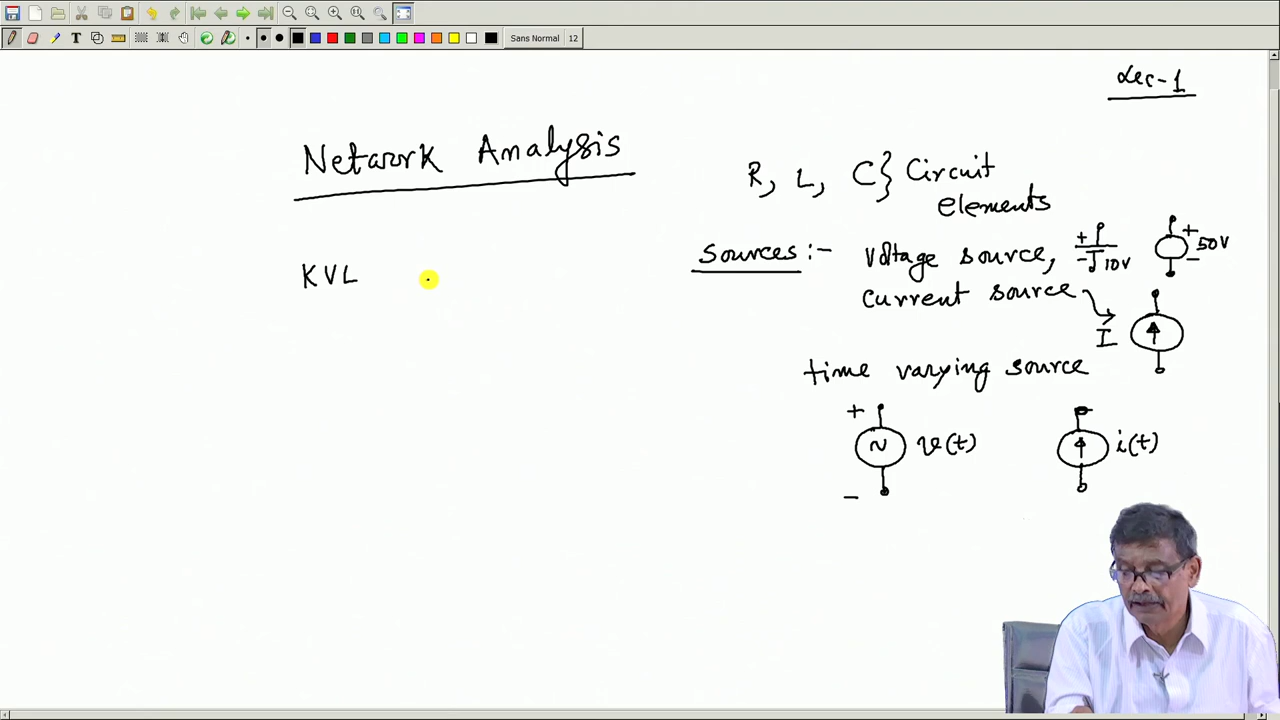 Sans Normal 12
Lec-1
Network Analysis
R, L, C} Circuit
elements
Sources :- Voltage source, + - 10V + - 50V
current source
I
KVL
time varying source
+ ~ v(t) i(t)
-